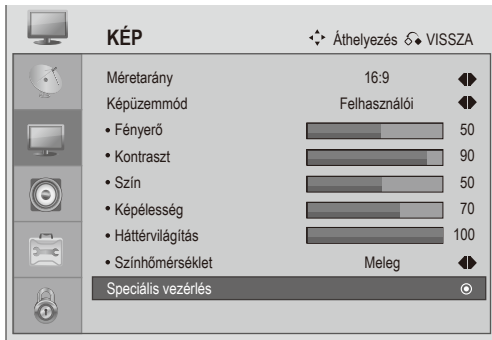 KÉP Áthelyezés VISSZA
Méretarány 16:9
Képüzemmód Felhasználói
• Fényerő 50
• Kontraszt 90
• Szín 50
• Képélesség 70
• Háttérvilágítás 100
• Színhőmérséklet Meleg
Speciális vezérlés